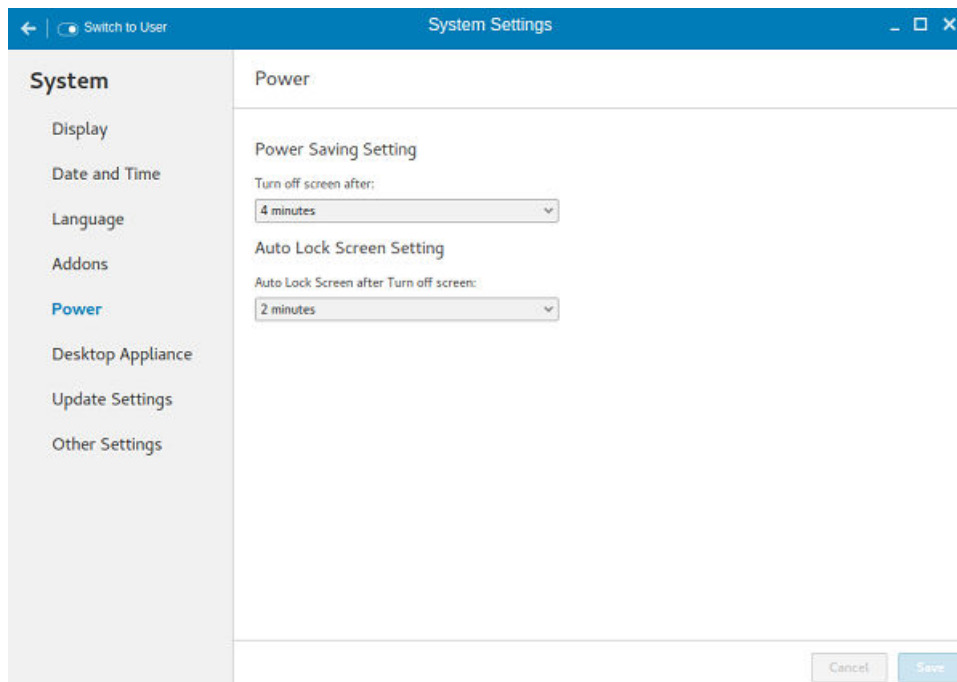 Switch to User
System Settings
System
Display
Date and Time
Language
Addons
Power
Desktop Appliance
Update Settings
Other Settings
Power
Power Saving Setting
Turn off screen after:
4 minutes
Auto Lock Screen Setting
Auto Lock Screen after Turn off screen:
2 minutes
Cancel
Save